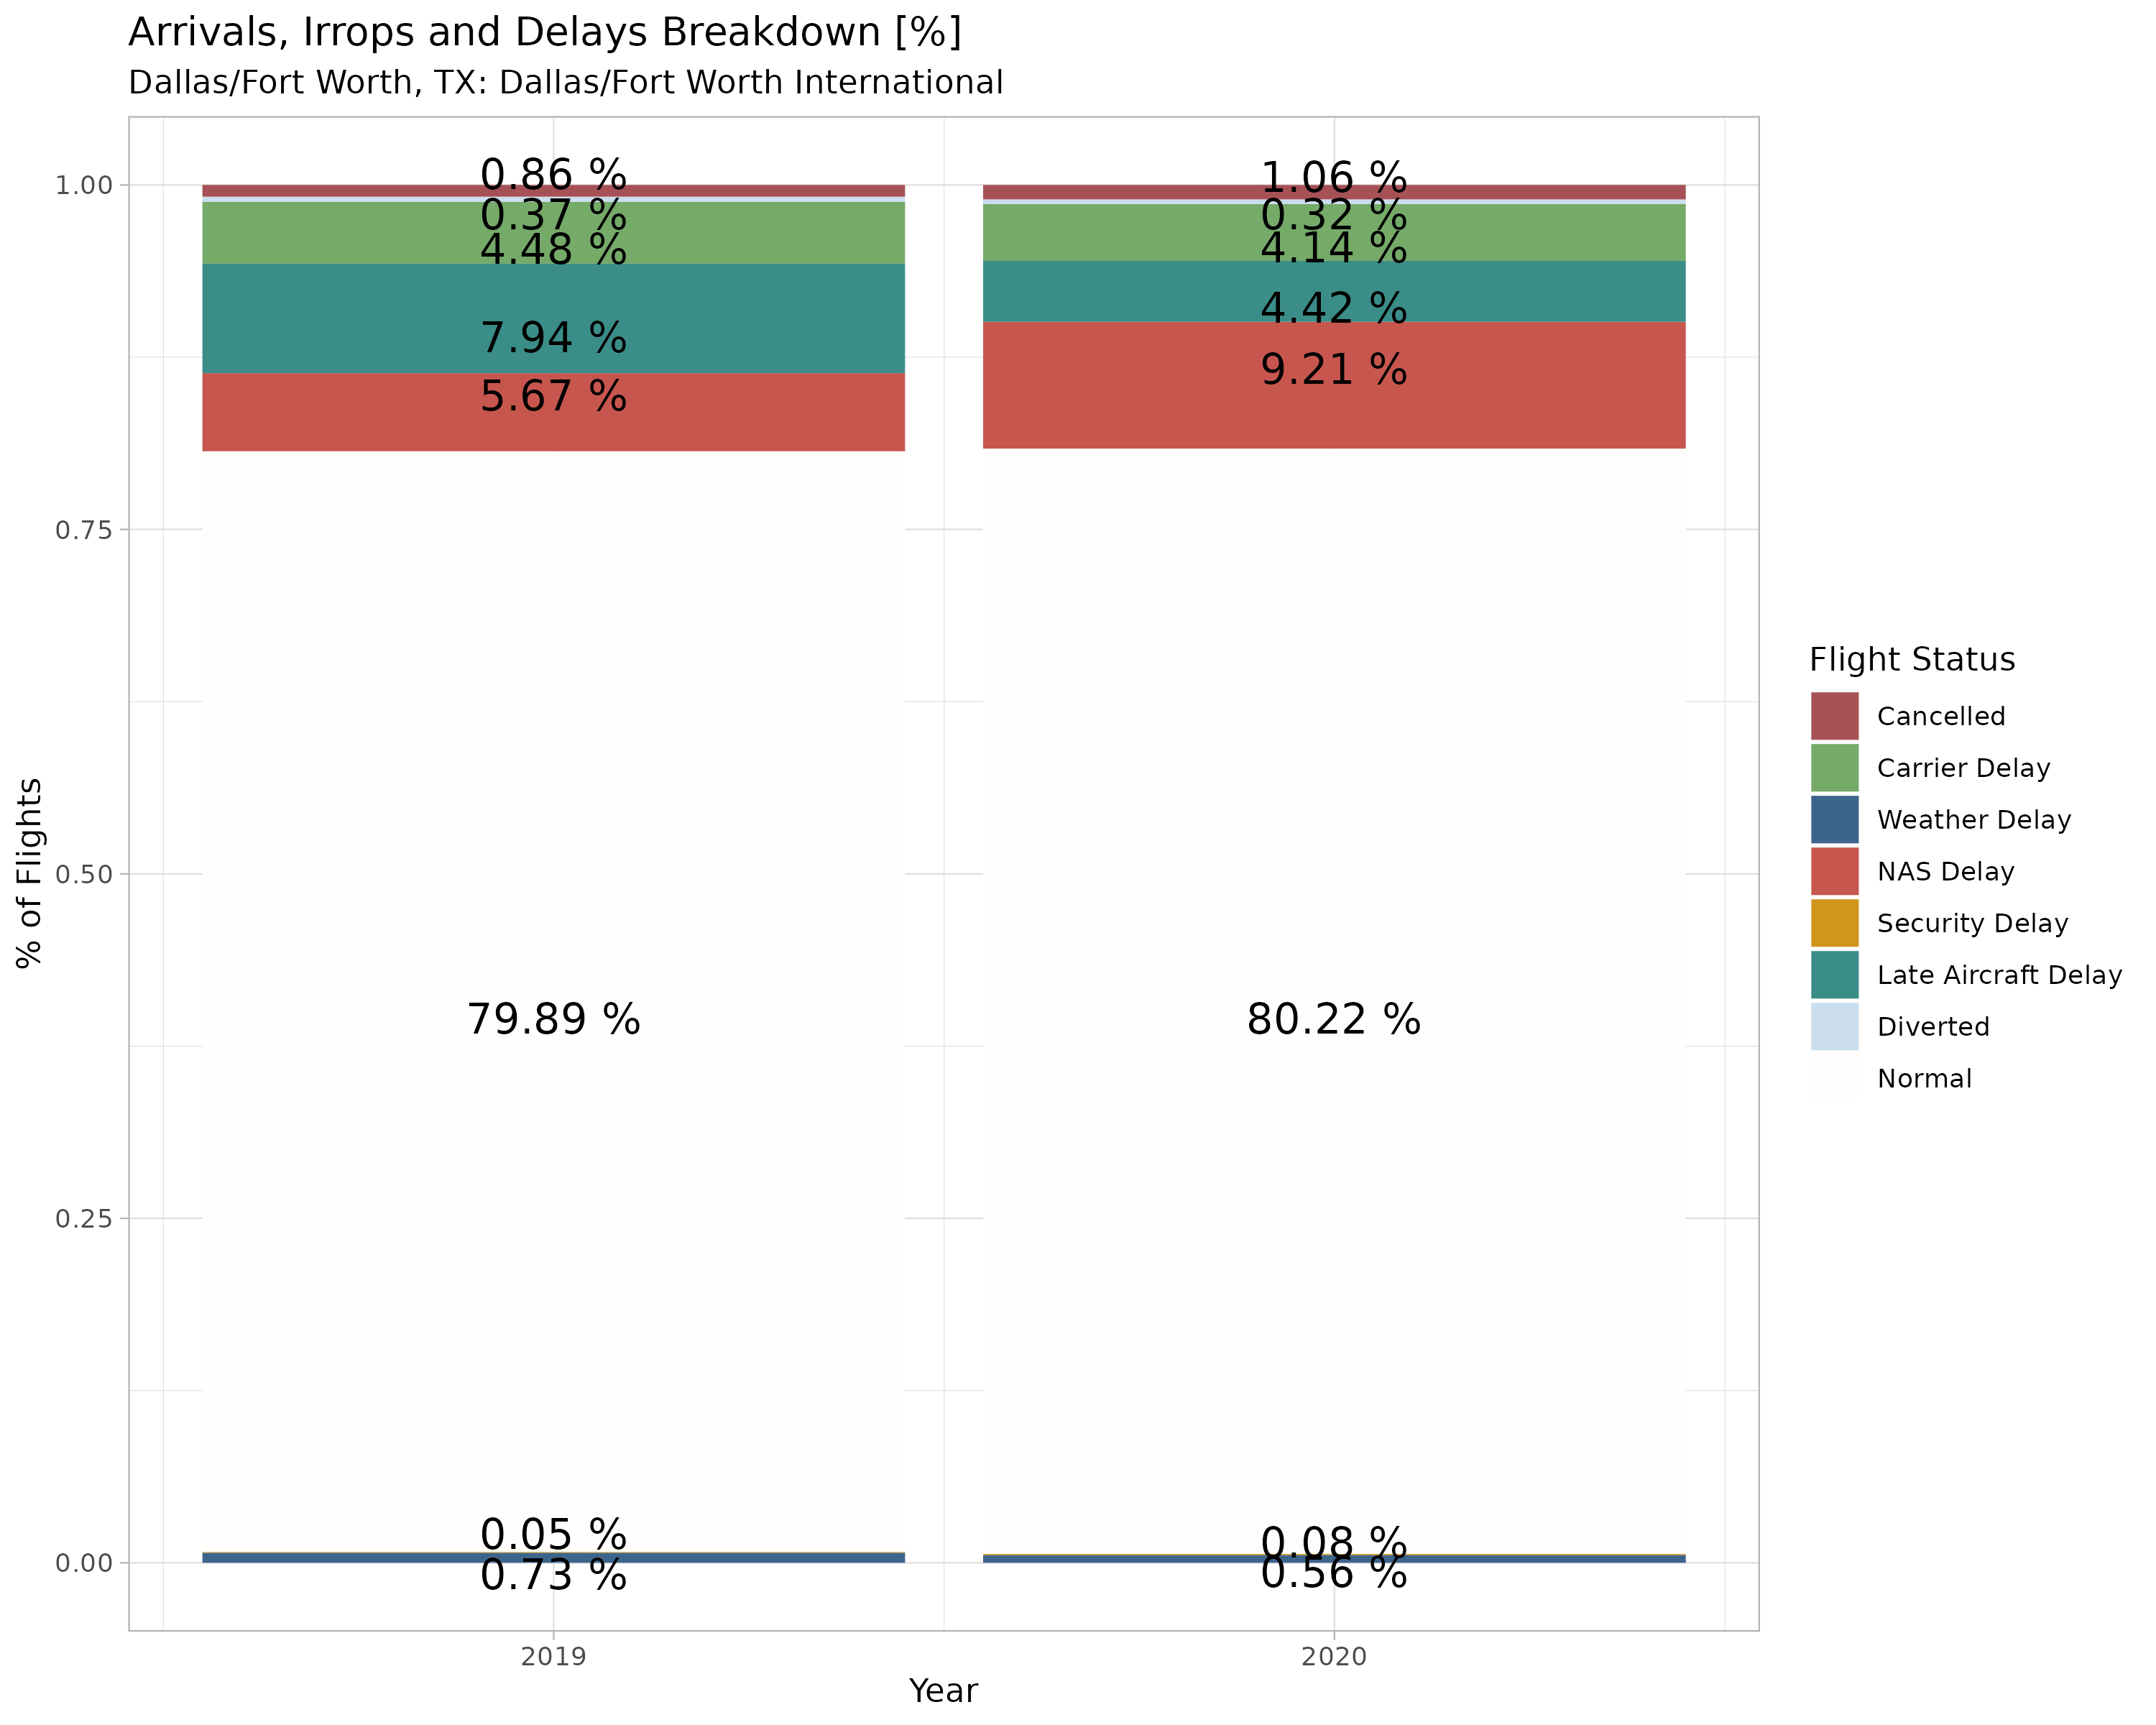 Arrivals, Irrops and Delays Breakdown [%]
Dallas/Fort Worth, TX: Dallas/Fort Worth International
% of Flights
1.00
0.75
0.50
0.25
0.00
0.86 %
0.37 %
4.48 %
7.94 %
5.67 %
79.89 %
0.05 %
0.73 %
1.06 %
0.32 %
4.14 %
4.42 %
9.21 %
80.22 %
0.08 %
0.56 %
2019
2020
Year
Flight Status
Cancelled
Carrier Delay
Weather Delay
NAS Delay
Security Delay
Late Aircraft Delay
Diverted
Normal